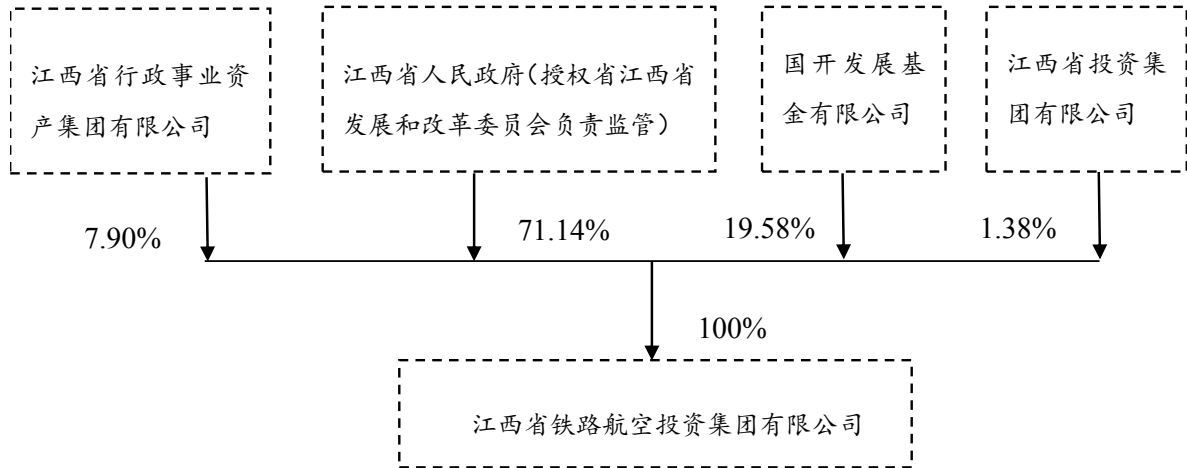 江西省行政事业资
产集团有限公司
江西省人民政府（授权省江西省
发展和改革委员会负责监管）
国开发展基
金有限公司
江西省投资集
团有限公司
7.90%
71.14%
19.58%
1.38%
100%
江西省铁路航空投资集团有限公司